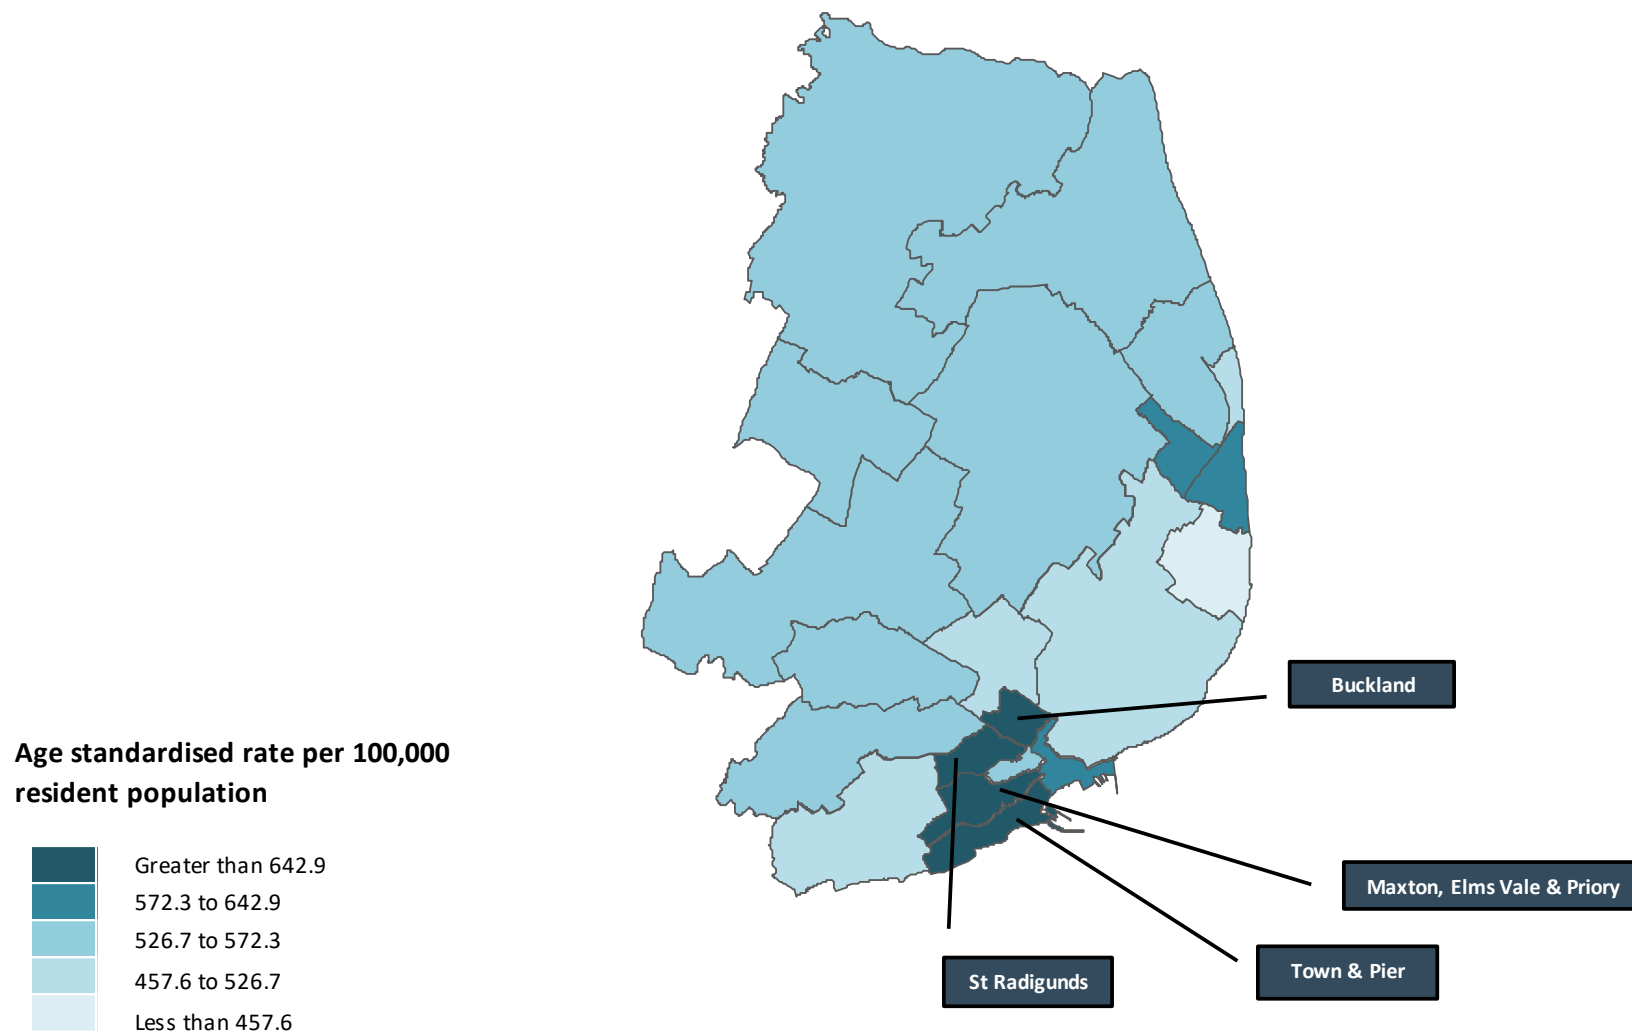 Buckland
Age standardised rate per 100,000
resident population
Greater than 642.9
572.3 to 642.9
526.7 to 572.3
457.6 to 526.7
Less than 457.6
Maxton, Elms Vale & Priory
Town & Pier
St Radigunds